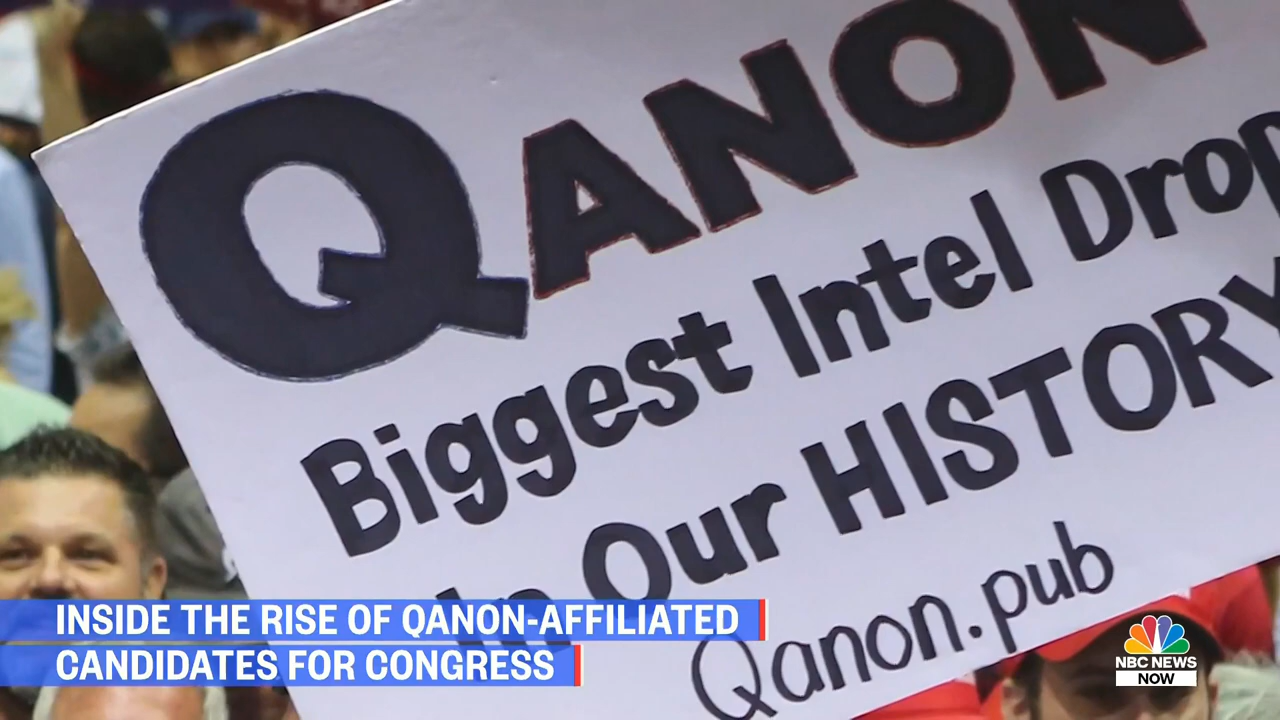 QANON
Biggest Intel Drop
In Our HISTORY
Qanon.pub
INSIDE THE RISE OF QANON-AFFILIATED
CANDIDATES FOR CONGRESS
NBC NEWS
NOW